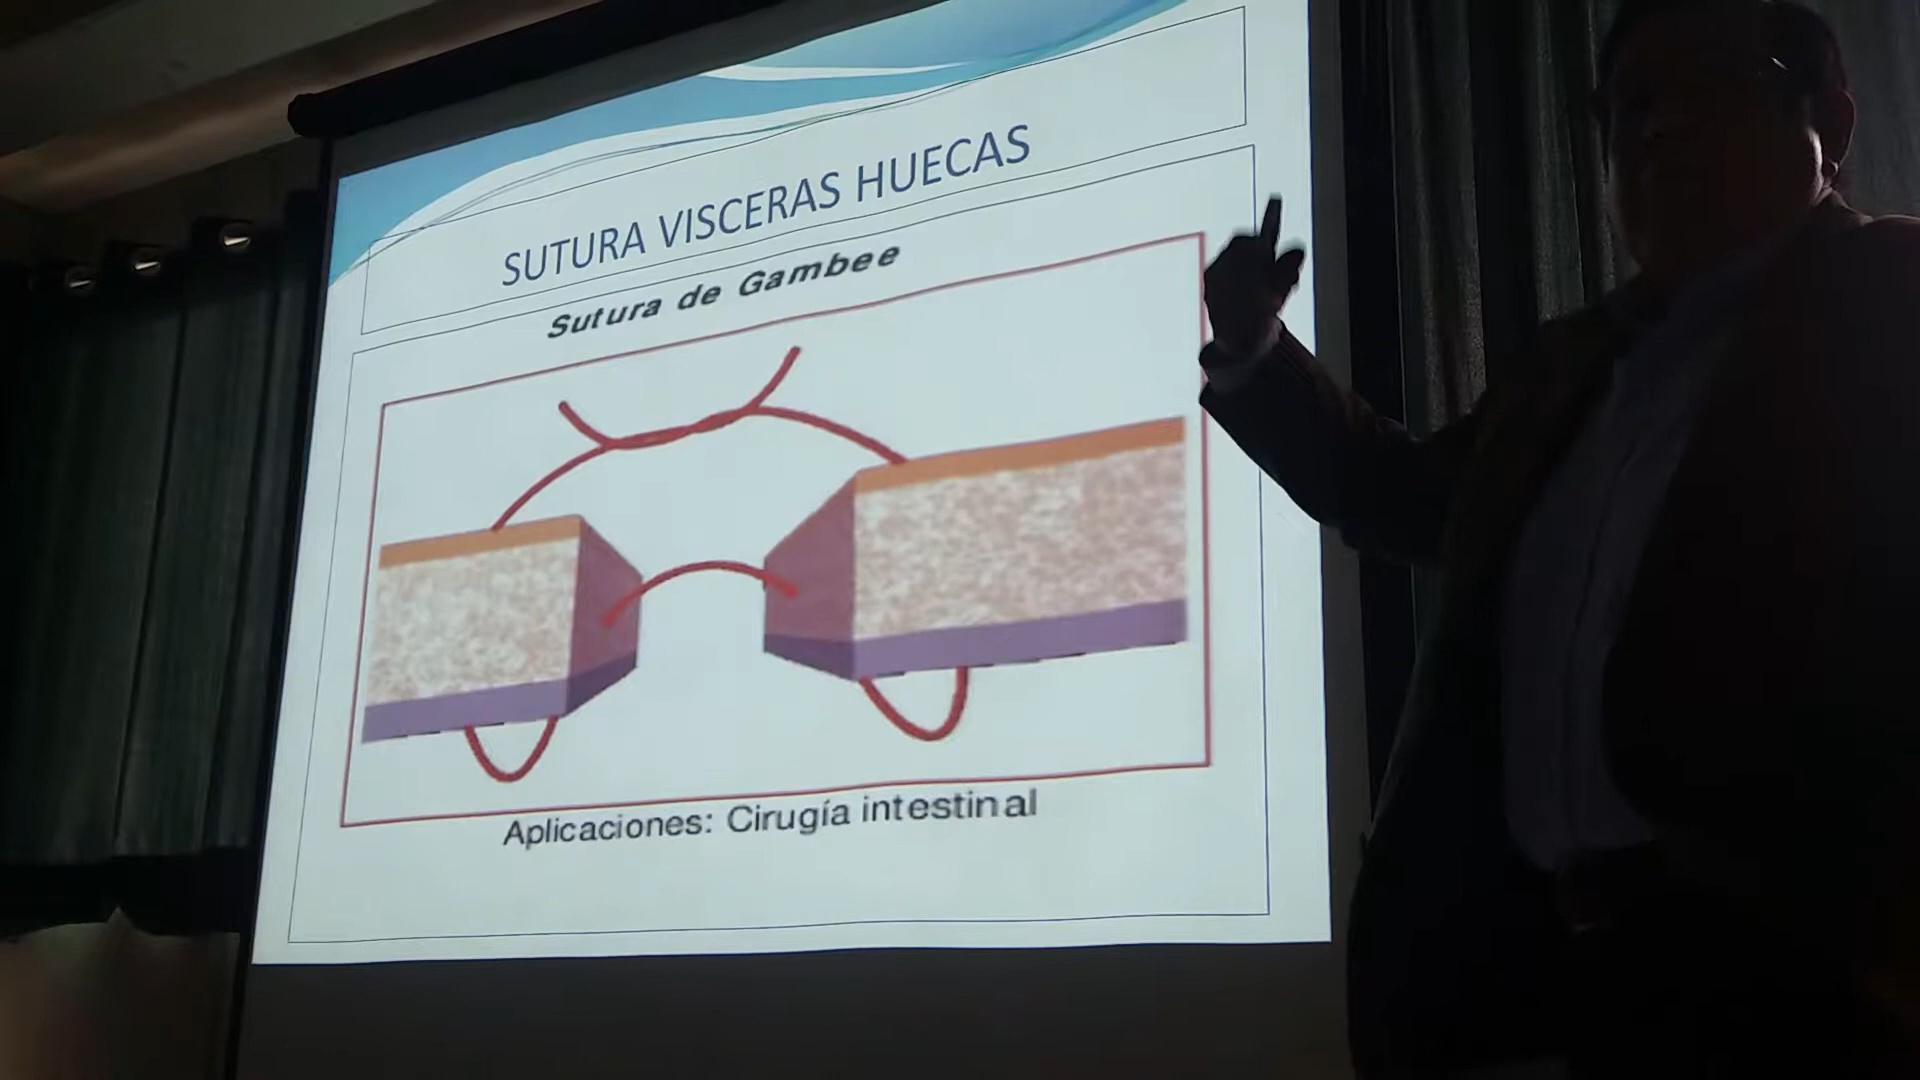 SUTURA VISCERAS HUECAS
Sutura de Gambee
Aplicaciones: Cirugía intestinal